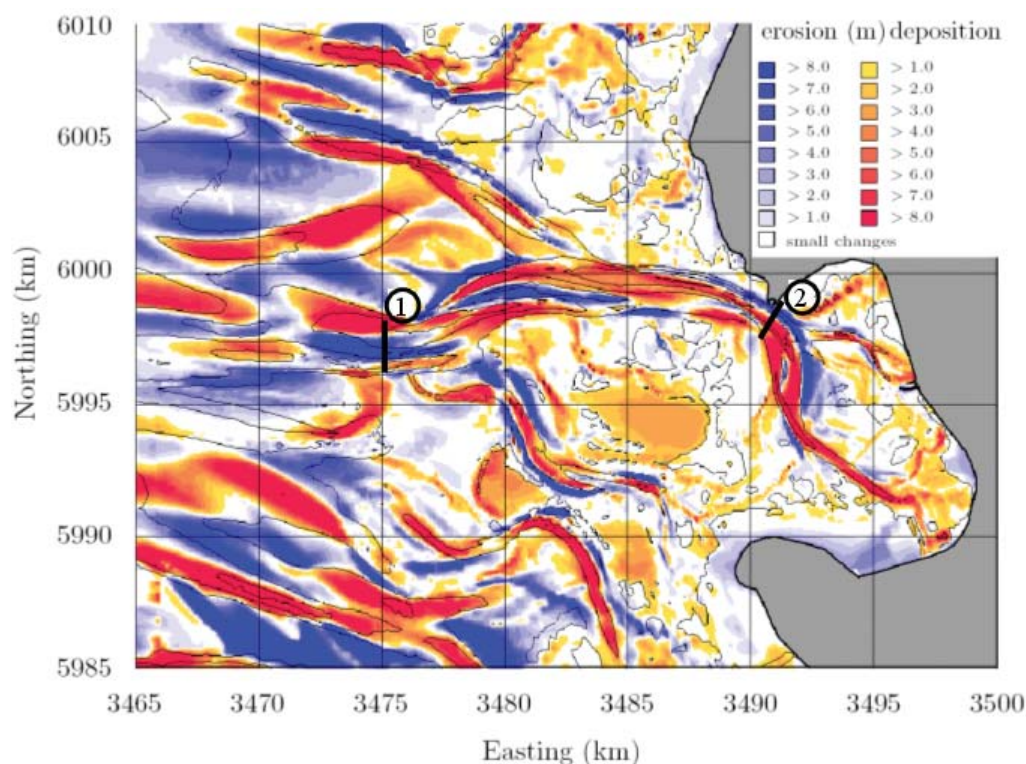 6010
6005
6000
5995
5990
5985
Northing (km)
erosion (m) deposition
> 8.0 > 1.0
> 7.0 > 2.0
> 6.0 > 3.0
> 5.0 > 4.0
> 4.0 > 5.0
> 3.0 > 6.0
> 2.0 > 7.0
> 1.0 > 8.0
small changes
1
2
3465 3470 3475 3480 3485 3490 3495 3500
Easting (km)